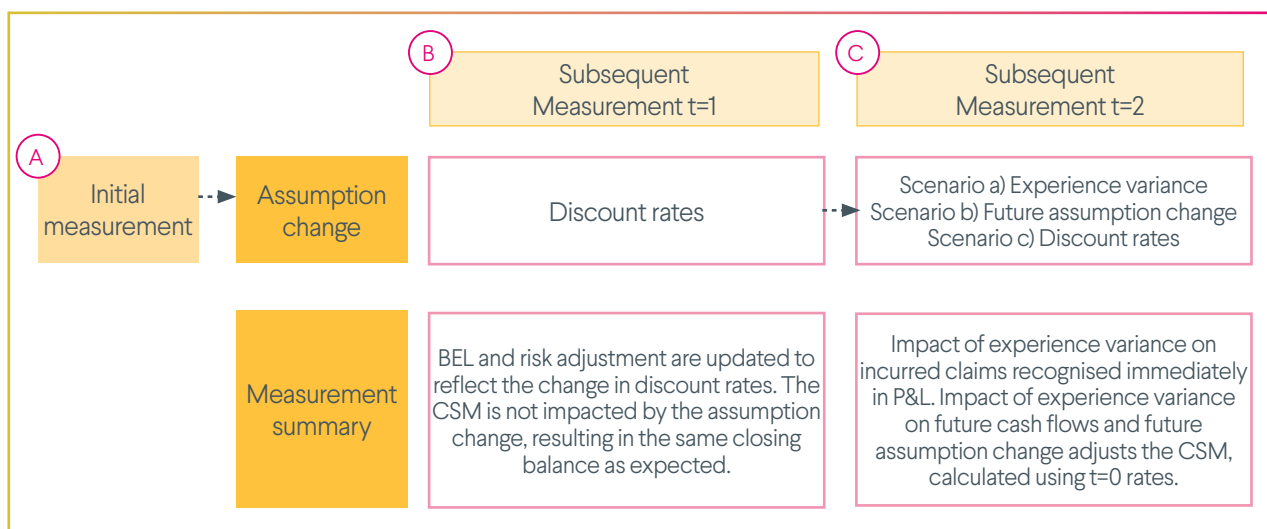 B
Subsequent
Measurement t=1
C
Subsequent
Measurement t=2
A
Initial
measurement
Assumption
change
Discount rates
Scenario a) Experience variance
Scenario b) Future assumption change
Scenario c) Discount rates
Measurement
summary
BEL and risk adjustment are updated to
reflect the change in discount rates. The
CSM is not impacted by the assumption
change, resulting in the same closing
balance as expected.
Impact of experience variance on
incurred claims recognised immediately
in P&L. Impact of experience variance
on future cash flows and future
assumption change adjusts the CSM,
calculated using t=0 rates.